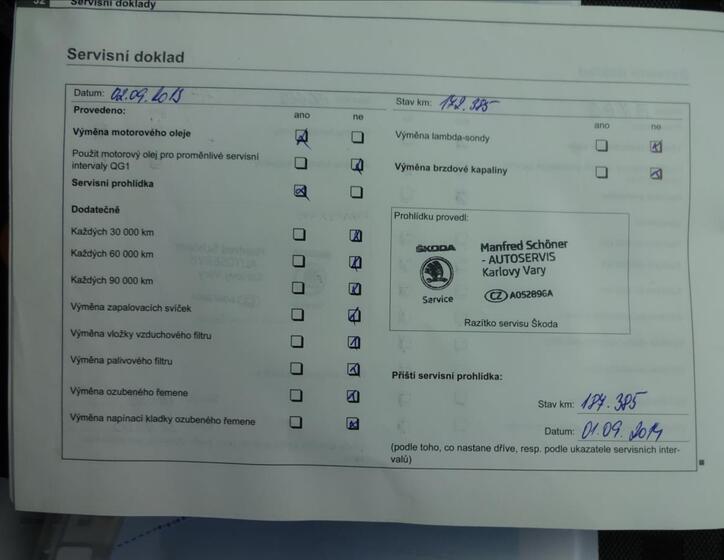 52
Servisní doklady
Servisní doklad
Datum: 02.09.2013
Provedeno:
ano ne
Výměna motorového oleje
Použit motorový olej pro proměnlivé servisní
intervaly QG1
Servisní prohlídka
Dodatečně
Každých 30 000 km
Každých 60 000 km
Každých 90 000 km
Výměna zapalovacích svíček
Výměna vložky vzduchového filtru
Výměna palivového filtru
Výměna ozubeného řemene
Výměna napínací kladky ozubeného řemene
Stav km: 172.385
ano ne
Výměna lambda-sondy
Výměna brzdové kapaliny
Prohlídku provedl:
ŠKODA
Service
Manfred Schöner
- AUTOSERVIS
Karlovy Vary
CZ A052896A
Razítko servisu Škoda
Příští servisní prohlídka:
Stav km: 187.385
Datum: 01.09.2014
(podle toho, co nastane dříve, resp. podle ukazatele servisních inter-
valů)